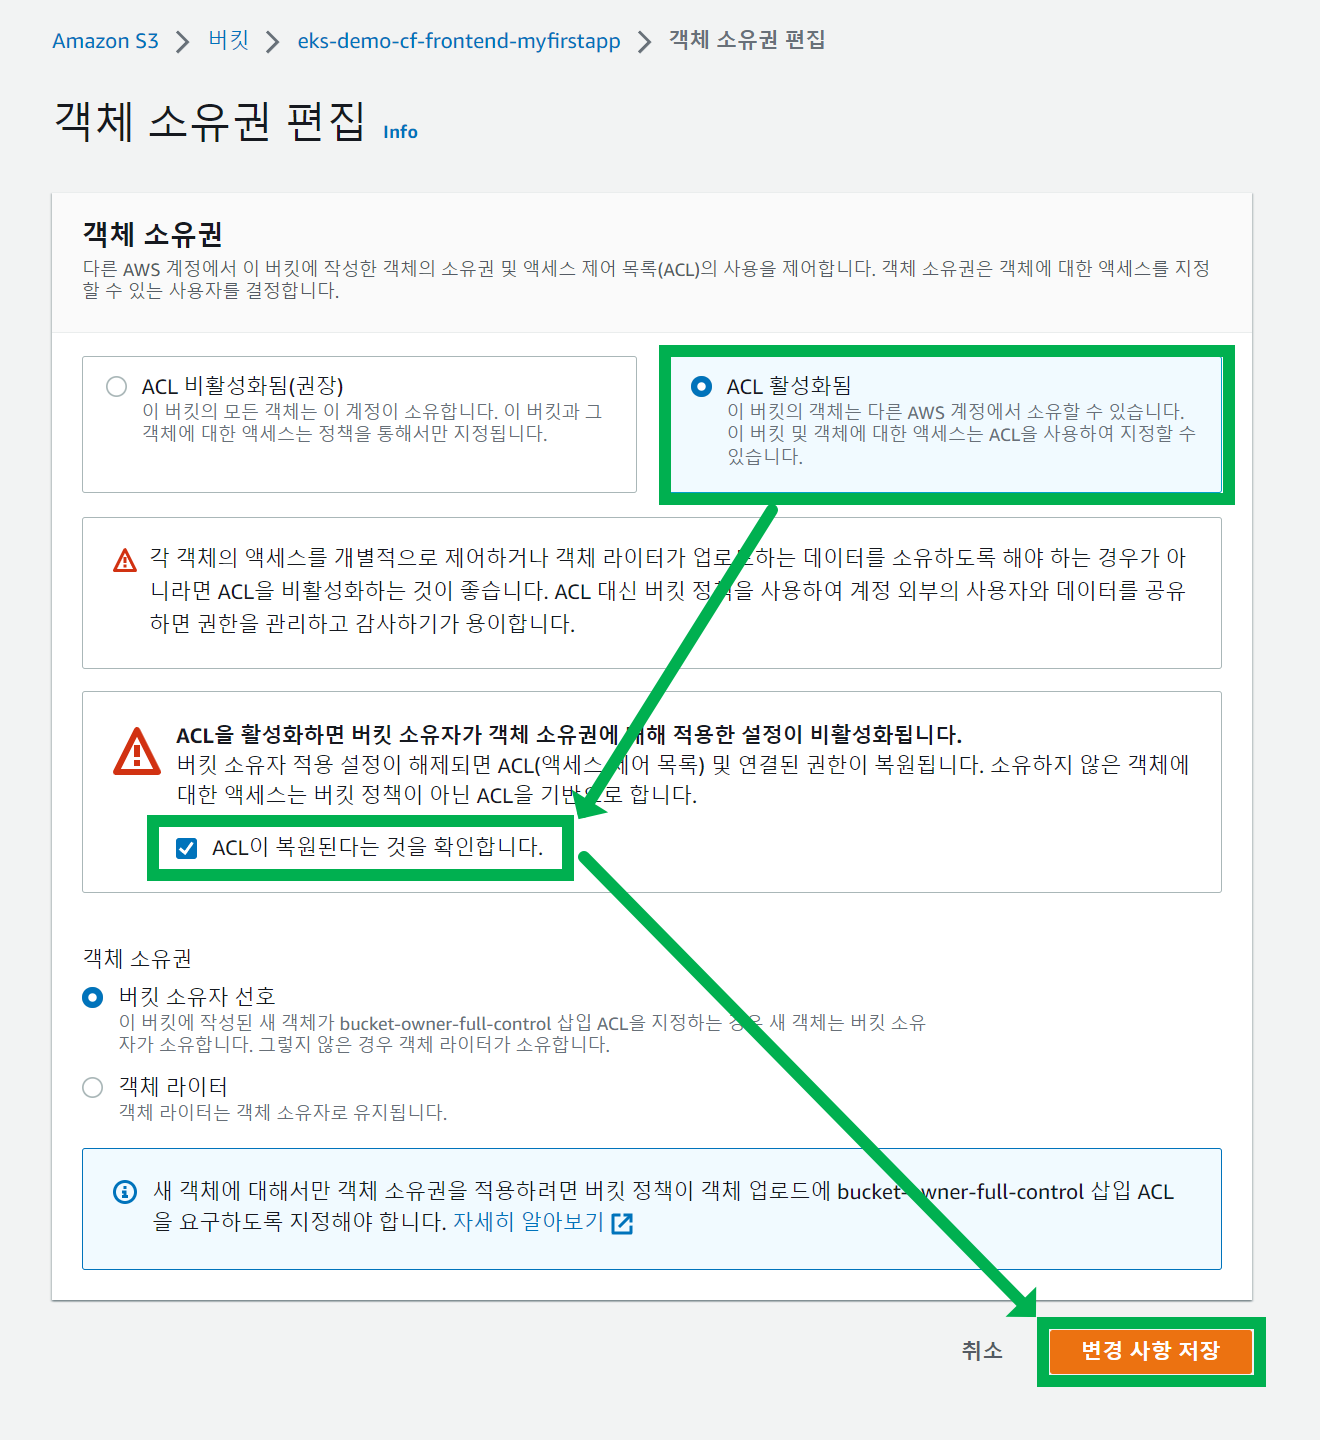 Amazon S3 > 버킷 > eks-demo-cf-frontend-myfirstapp > 객체 소유권 편집
객체 소유권 편집 Info
객체 소유권
다른 AWS 계정에서 이 버킷에 작성한 객체의 소유권 및 액세스 제어 목록(ACL)의 사용을 제어합니다. 객체 소유권은 객체에 대한 액세스를 지정
할 수 있는 사용자를 결정합니다.
ACL 비활성화됨(권장)
이 버킷의 모든 객체는 이 계정이 소유합니다. 이 버킷과 그
객체에 대한 액세스는 정책을 통해서만 지정됩니다.
ACL 활성화됨
이 버킷의 객체는 다른 AWS 계정에서 소유할 수 있습니다.
이 버킷 및 객체에 대한 액세스는 ACL을 사용하여 지정할 수
있습니다.
각 객체의 액세스를 개별적으로 제어하거나 객체 라이터가 업로드하는 데이터를 소유하도록 해야 하는 경우가 아
니라면 ACL을 비활성화하는 것이 좋습니다. ACL 대신 버킷 정책을 사용하여 계정 외부의 사용자와 데이터를 공유
하면 권한을 관리하고 감사하기가 용이합니다.
ACL을 활성화하면 버킷 소유자가 객체 소유권에 대해 적용한 설정이 비활성화됩니다.
버킷 소유자 적용 설정이 해제되면 ACL(액세스 제어 목록) 및 연결된 권한이 복원됩니다. 소유하지 않은 객체에
대한 액세스는 버킷 정책이 아닌 ACL을 기반으로 합니다.
ACL이 복원된다는 것을 확인합니다.
객체 소유권
버킷 소유자 선호
이 버킷에 작성된 새 객체가 bucket-owner-full-control 삽입 ACL을 지정하는 경우 새 객체는 버킷 소유
자가 소유합니다. 그렇지 않은 경우 객체 라이터가 소유합니다.
객체 라이터
객체 라이터는 객체 소유자로 유지됩니다.
새 객체에 대해서만 객체 소유권을 적용하려면 버킷 정책이 객체 업로드에 bucket-owner-full-control 삽입 ACL
을 요구하도록 지정해야 합니다. 자세히 알아보기
취소 변경 사항 저장